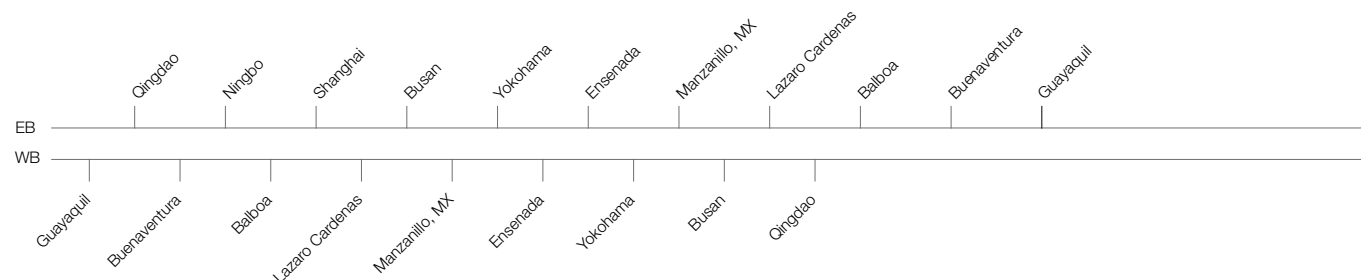 Qingdao
Ningbo
Shanghai
Busan
Yokohama
Ensenada
Manzanillo, MX
Lazaro Cardenas
Balboa
Buenaventura
Guayaquil
EB
WB
Guayaquil
Buenaventura
Balboa
Lazaro Cardenas
Manzanillo, MX
Ensenada
Yokohama
Busan
Qingdao